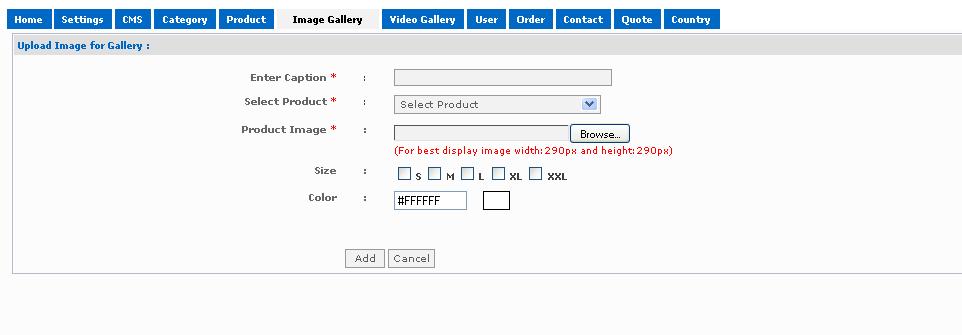 Home Settings CMS Category Product Image Gallery Video Gallery User Order Contact Quote Country
Upload Image for Gallery :
Enter Caption * :
Select Product * : Select Product
Product Image * : Browse...
(For best display image width:290px and height:290px)
Size : S M L XL XXL
Color : #FFFFFF
Add Cancel